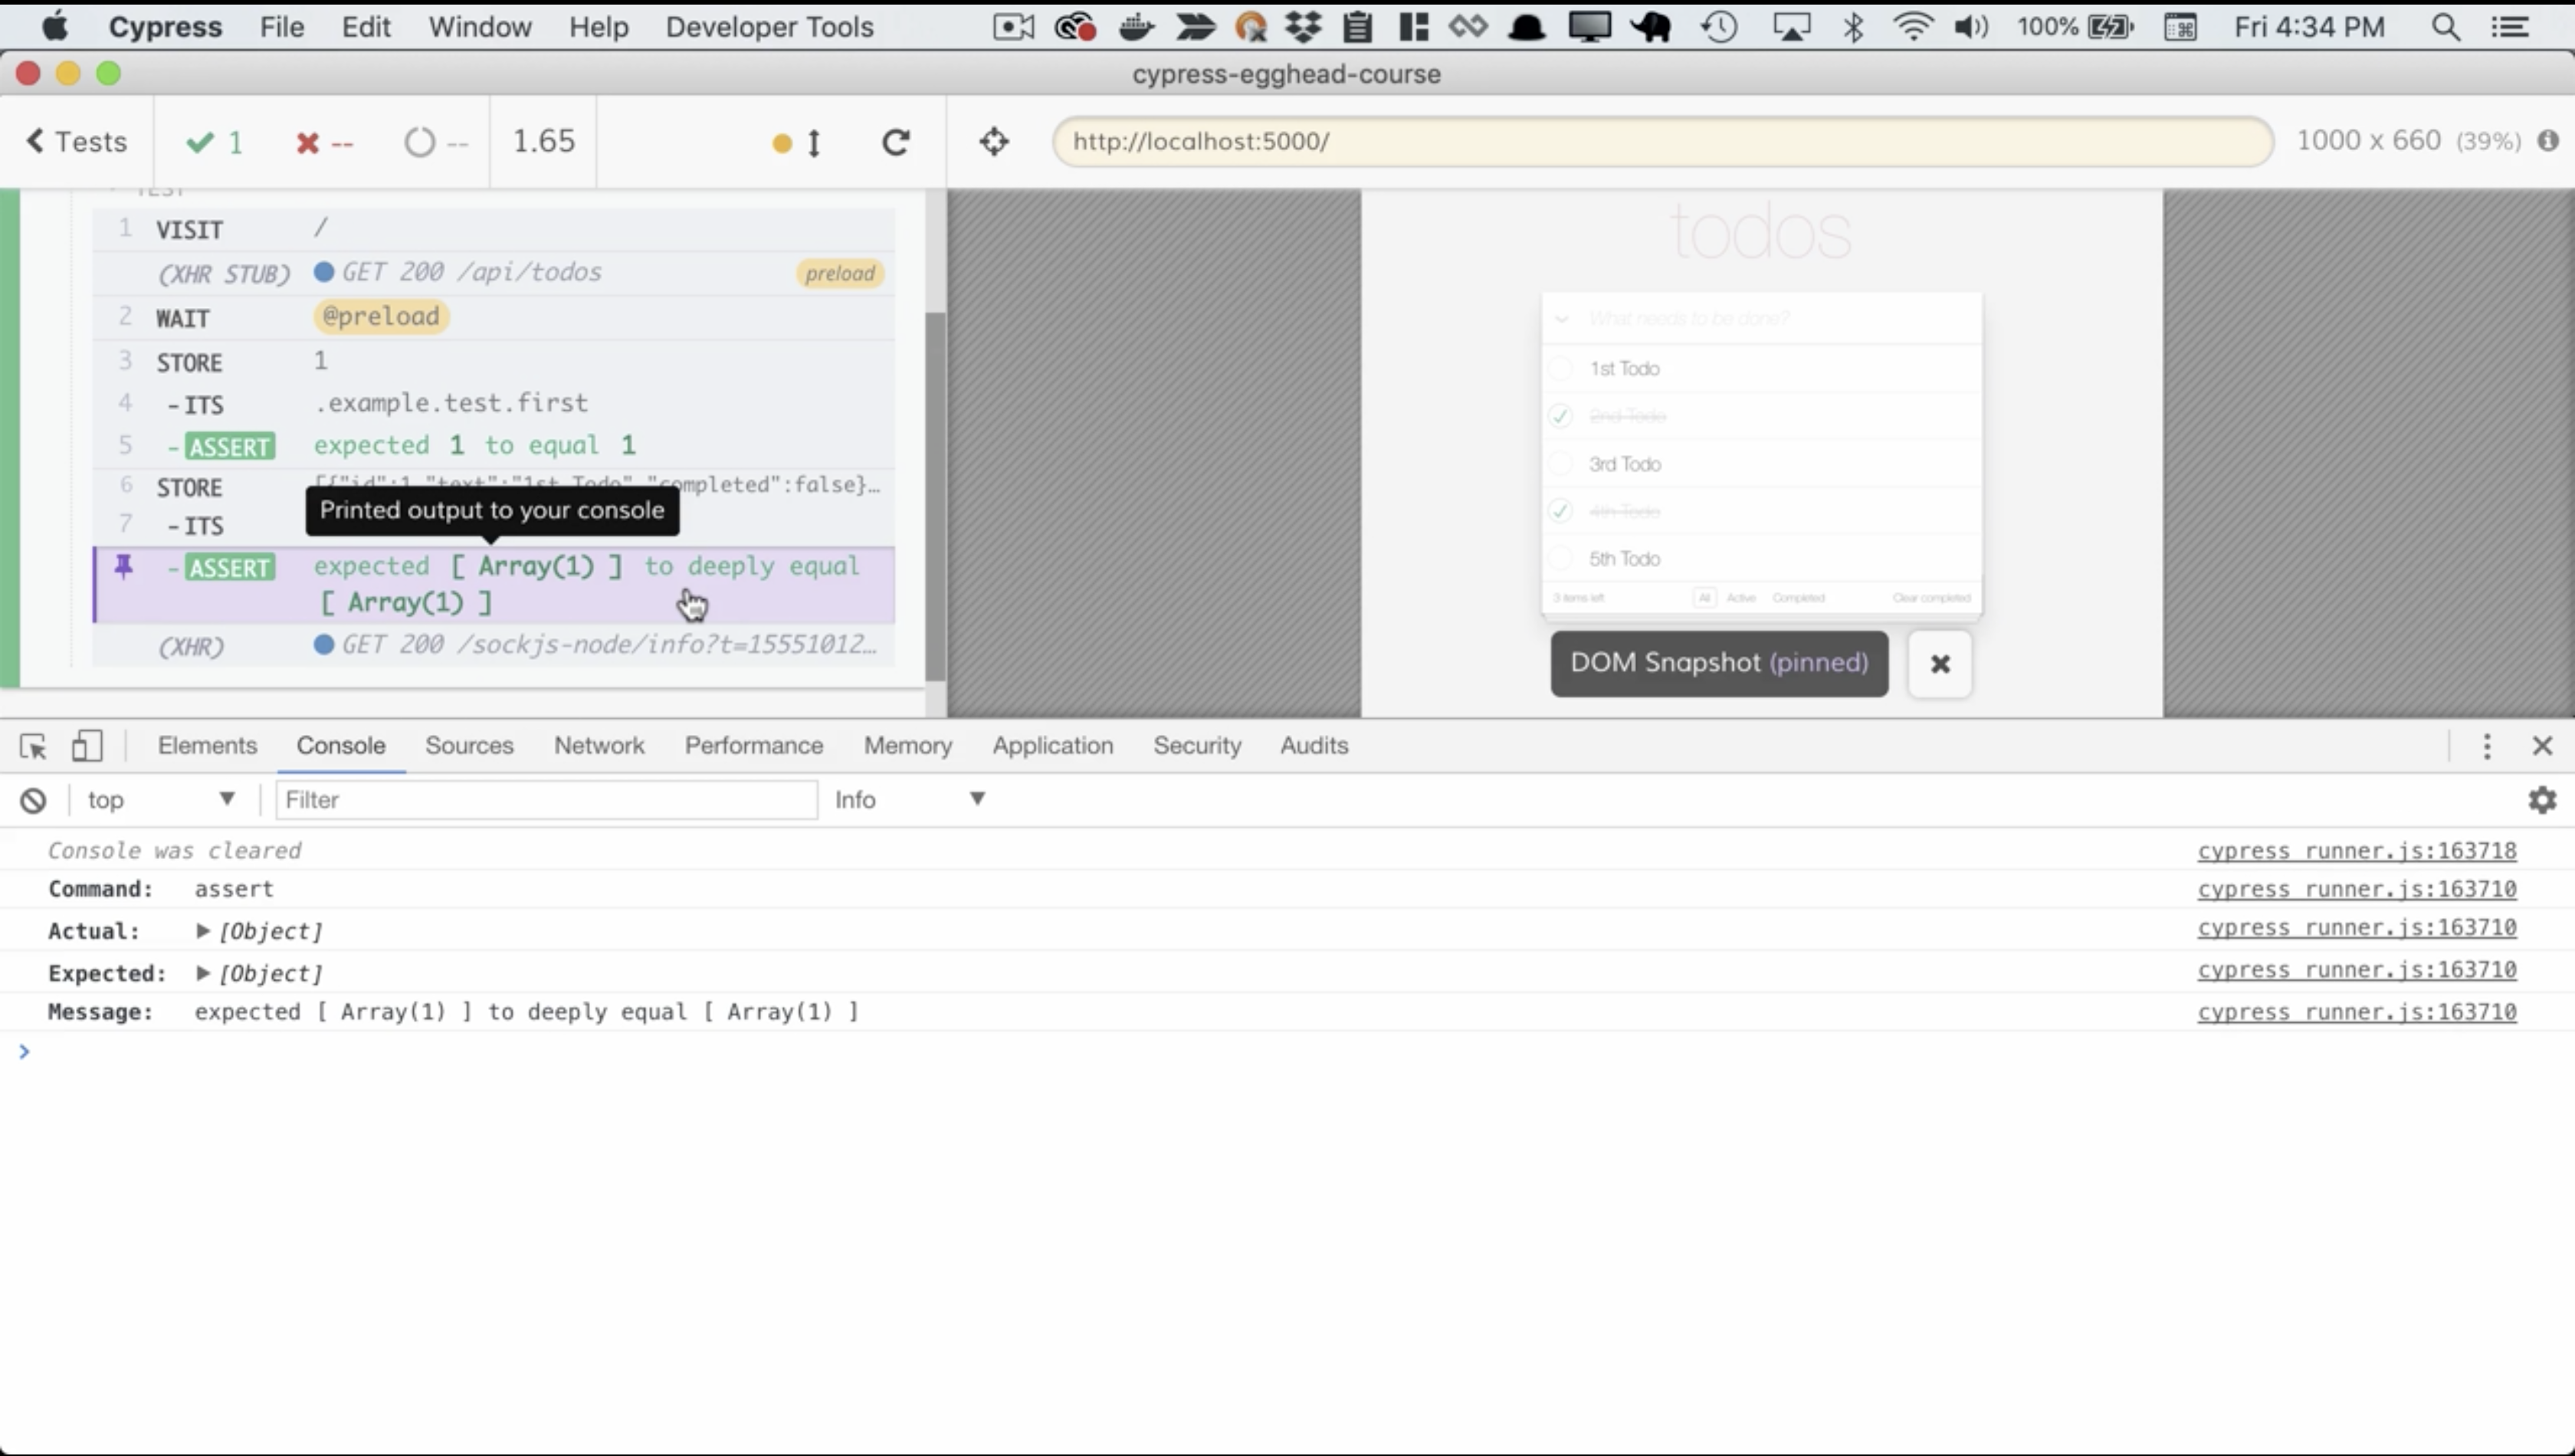 Cypress File Edit Window Help Developer Tools 100% Fri 4:34 PM
cypress-egghead-course
Tests 1 -- -- 1.65 http://localhost:5000/ 1000 x 660 (39%)
TEST
1 VISIT /
(XHR STUB) GET 200 /api/todos preload
2 WAIT @preload
3 STORE 1
4 -ITS .example.test.first
5 -ASSERT expected 1 to equal 1
6 STORE [{"id":1,"text":"1st Todo","completed":false}…
Printed output to your console
7 -ITS
-ASSERT expected [ Array(1) ] to deeply equal
[ Array(1) ]
(XHR) GET 200 /sockjs-node/info?t=15551012…
todos
What needs to be done?
1st Todo
2nd Todo
3rd Todo
4th Todo
5th Todo
3 items left All Active Completed Clear completed
DOM Snapshot (pinned)
Elements Console Sources Network Performance Memory Application Security Audits
top Filter Info
Console was cleared cypress_runner.js:163718
Command: assert cypress_runner.js:163710
Actual: [Object] cypress_runner.js:163710
Expected: [Object] cypress_runner.js:163710
Message: expected [ Array(1) ] to deeply equal [ Array(1) ] cypress_runner.js:163710